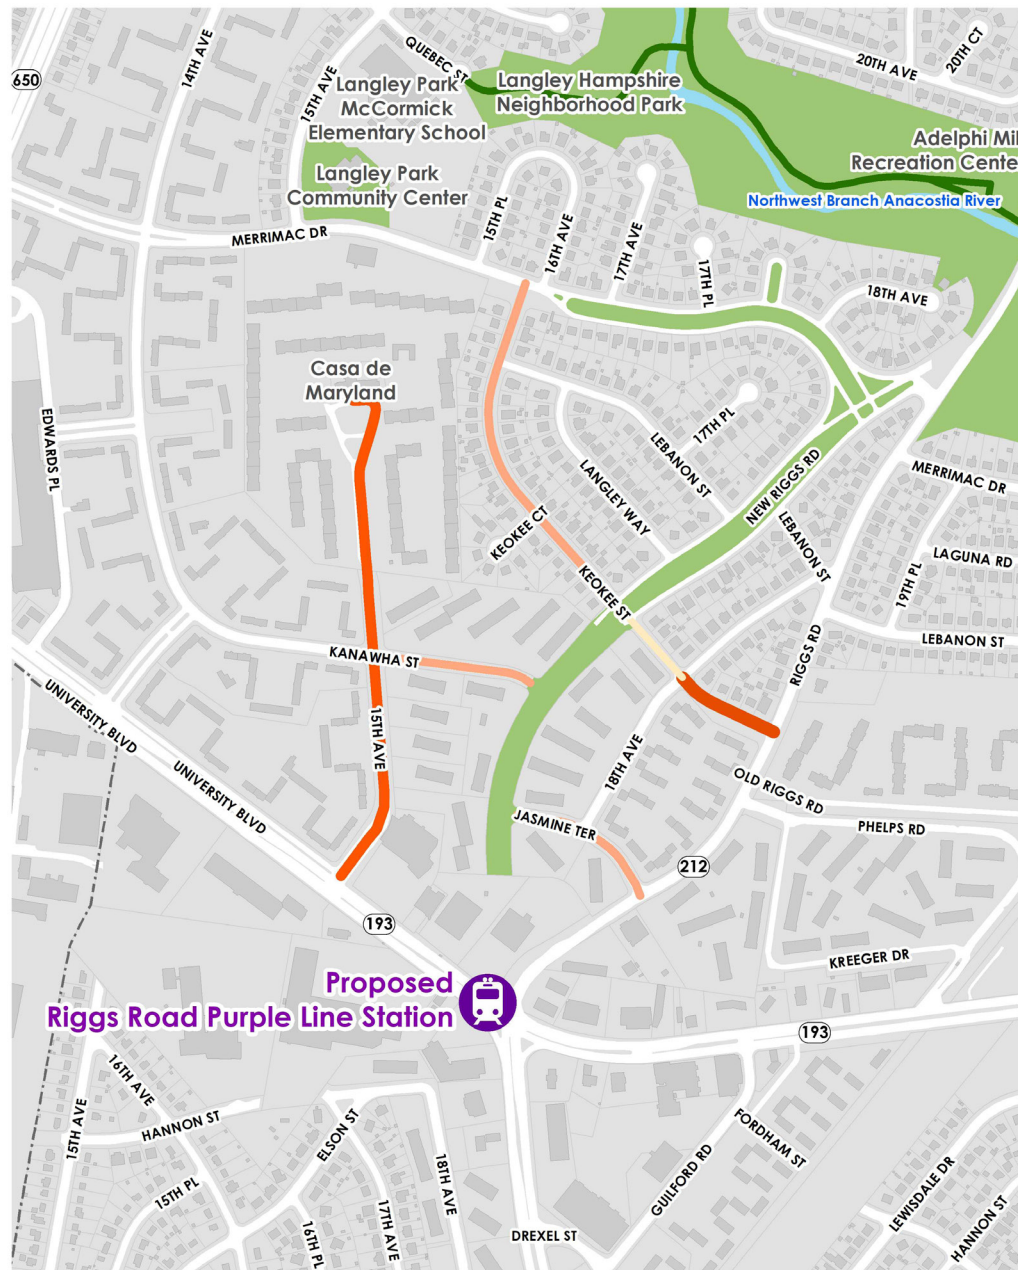 650
14TH AVE
15TH AVE
QUEBEC ST
20TH AVE
20TH CT
Langley Park
McCormick
Elementary School
Langley Hampshire
Neighborhood Park
Adelphi Mil
Recreation Cente
Langley Park
Community Center
Northwest Branch Anacostia River
MERRIMAC DR
15TH PL
16TH AVE
17TH AVE
17TH PL
18TH AVE
Casa de
Maryland
EDWARDS PL
17TH PL
LEBANON ST
LANGLEY WAY
NEW RIGGS RD
MERRIMAC DR
KEOKEE CT
LEBANON ST
LAGUNA RD
19TH PL
KEOKEE ST
LEBANON ST
KANAWHA ST
RIGGS RD
UNIVERSITY BLVD
UNIVERSITY BLVD
15TH AVE
18TH AVE
OLD RIGGS RD
JASMINE TER
PHELPS RD
212
193
KREEGER DR
Proposed
Riggs Road Purple Line Station
193
16TH AVE
15TH AVE
HANNON ST
ELSON ST
FORDHAM ST
18TH AVE
GUILFORD RD
15TH PL
17TH AVE
16TH PL
DREXEL ST
LEWISDALE DR
HANNON ST